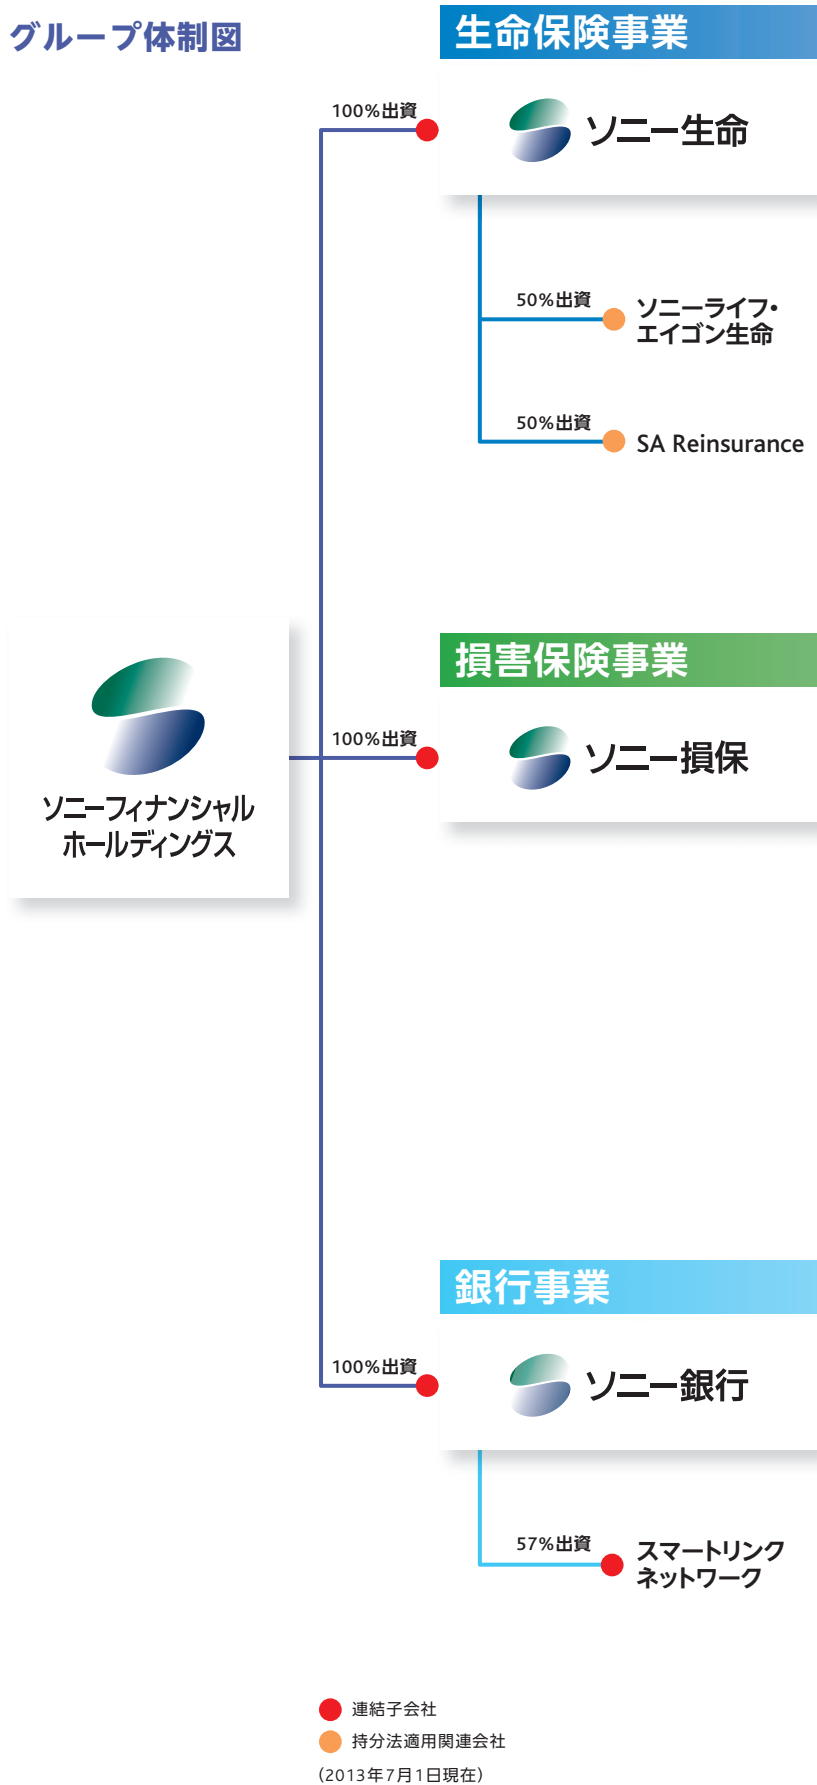 グループ体制図
生命保険事業
100%出資
ソニー生命
50%出資
ソニーライフ・
エイゴン生命
50%出資
SA Reinsurance
損害保険事業
100%出資
ソニー損保
ソニーフィナンシャル
ホールディングス
銀行事業
100%出資
ソニー銀行
57%出資
スマートリンク
ネットワーク
連結子会社
持分法適用関連会社
(2013年7月1日現在)